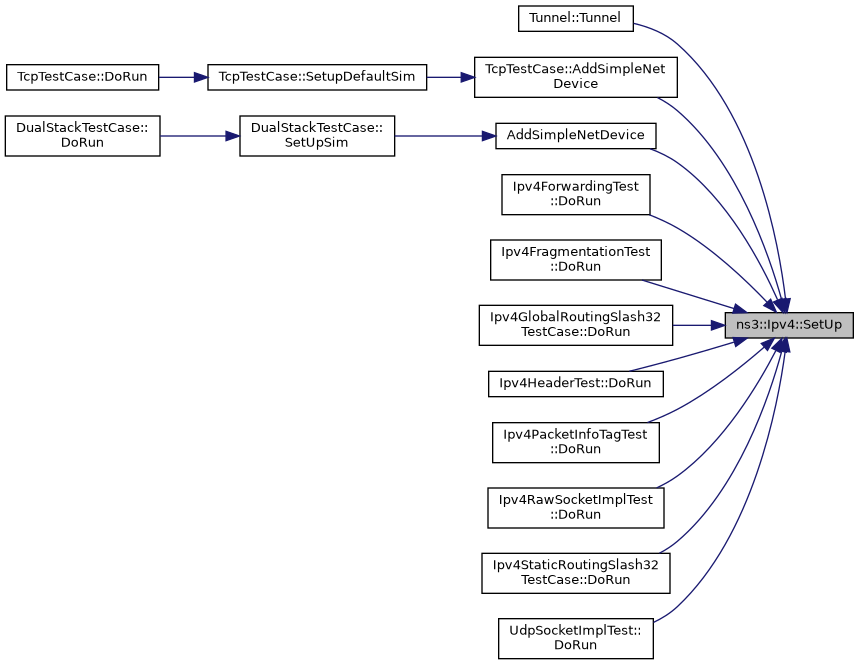 Tunnel::Tunnel
TcpTestCase::DoRun
TcpTestCase::SetupDefaultSim
TcpTestCase::AddSimpleNet
Device
DualStackTestCase::
DoRun
DualStackTestCase::
SetUpSim
AddSimpleNetDevice
Ipv4ForwardingTest
::DoRun
Ipv4FragmentationTest
::DoRun
Ipv4GlobalRoutingSlash32
TestCase::DoRun
ns3::Ipv4::SetUp
Ipv4HeaderTest::DoRun
Ipv4PacketInfoTagTest
::DoRun
Ipv4RawSocketImplTest
::DoRun
Ipv4StaticRoutingSlash32
TestCase::DoRun
UdpSocketImplTest::
DoRun